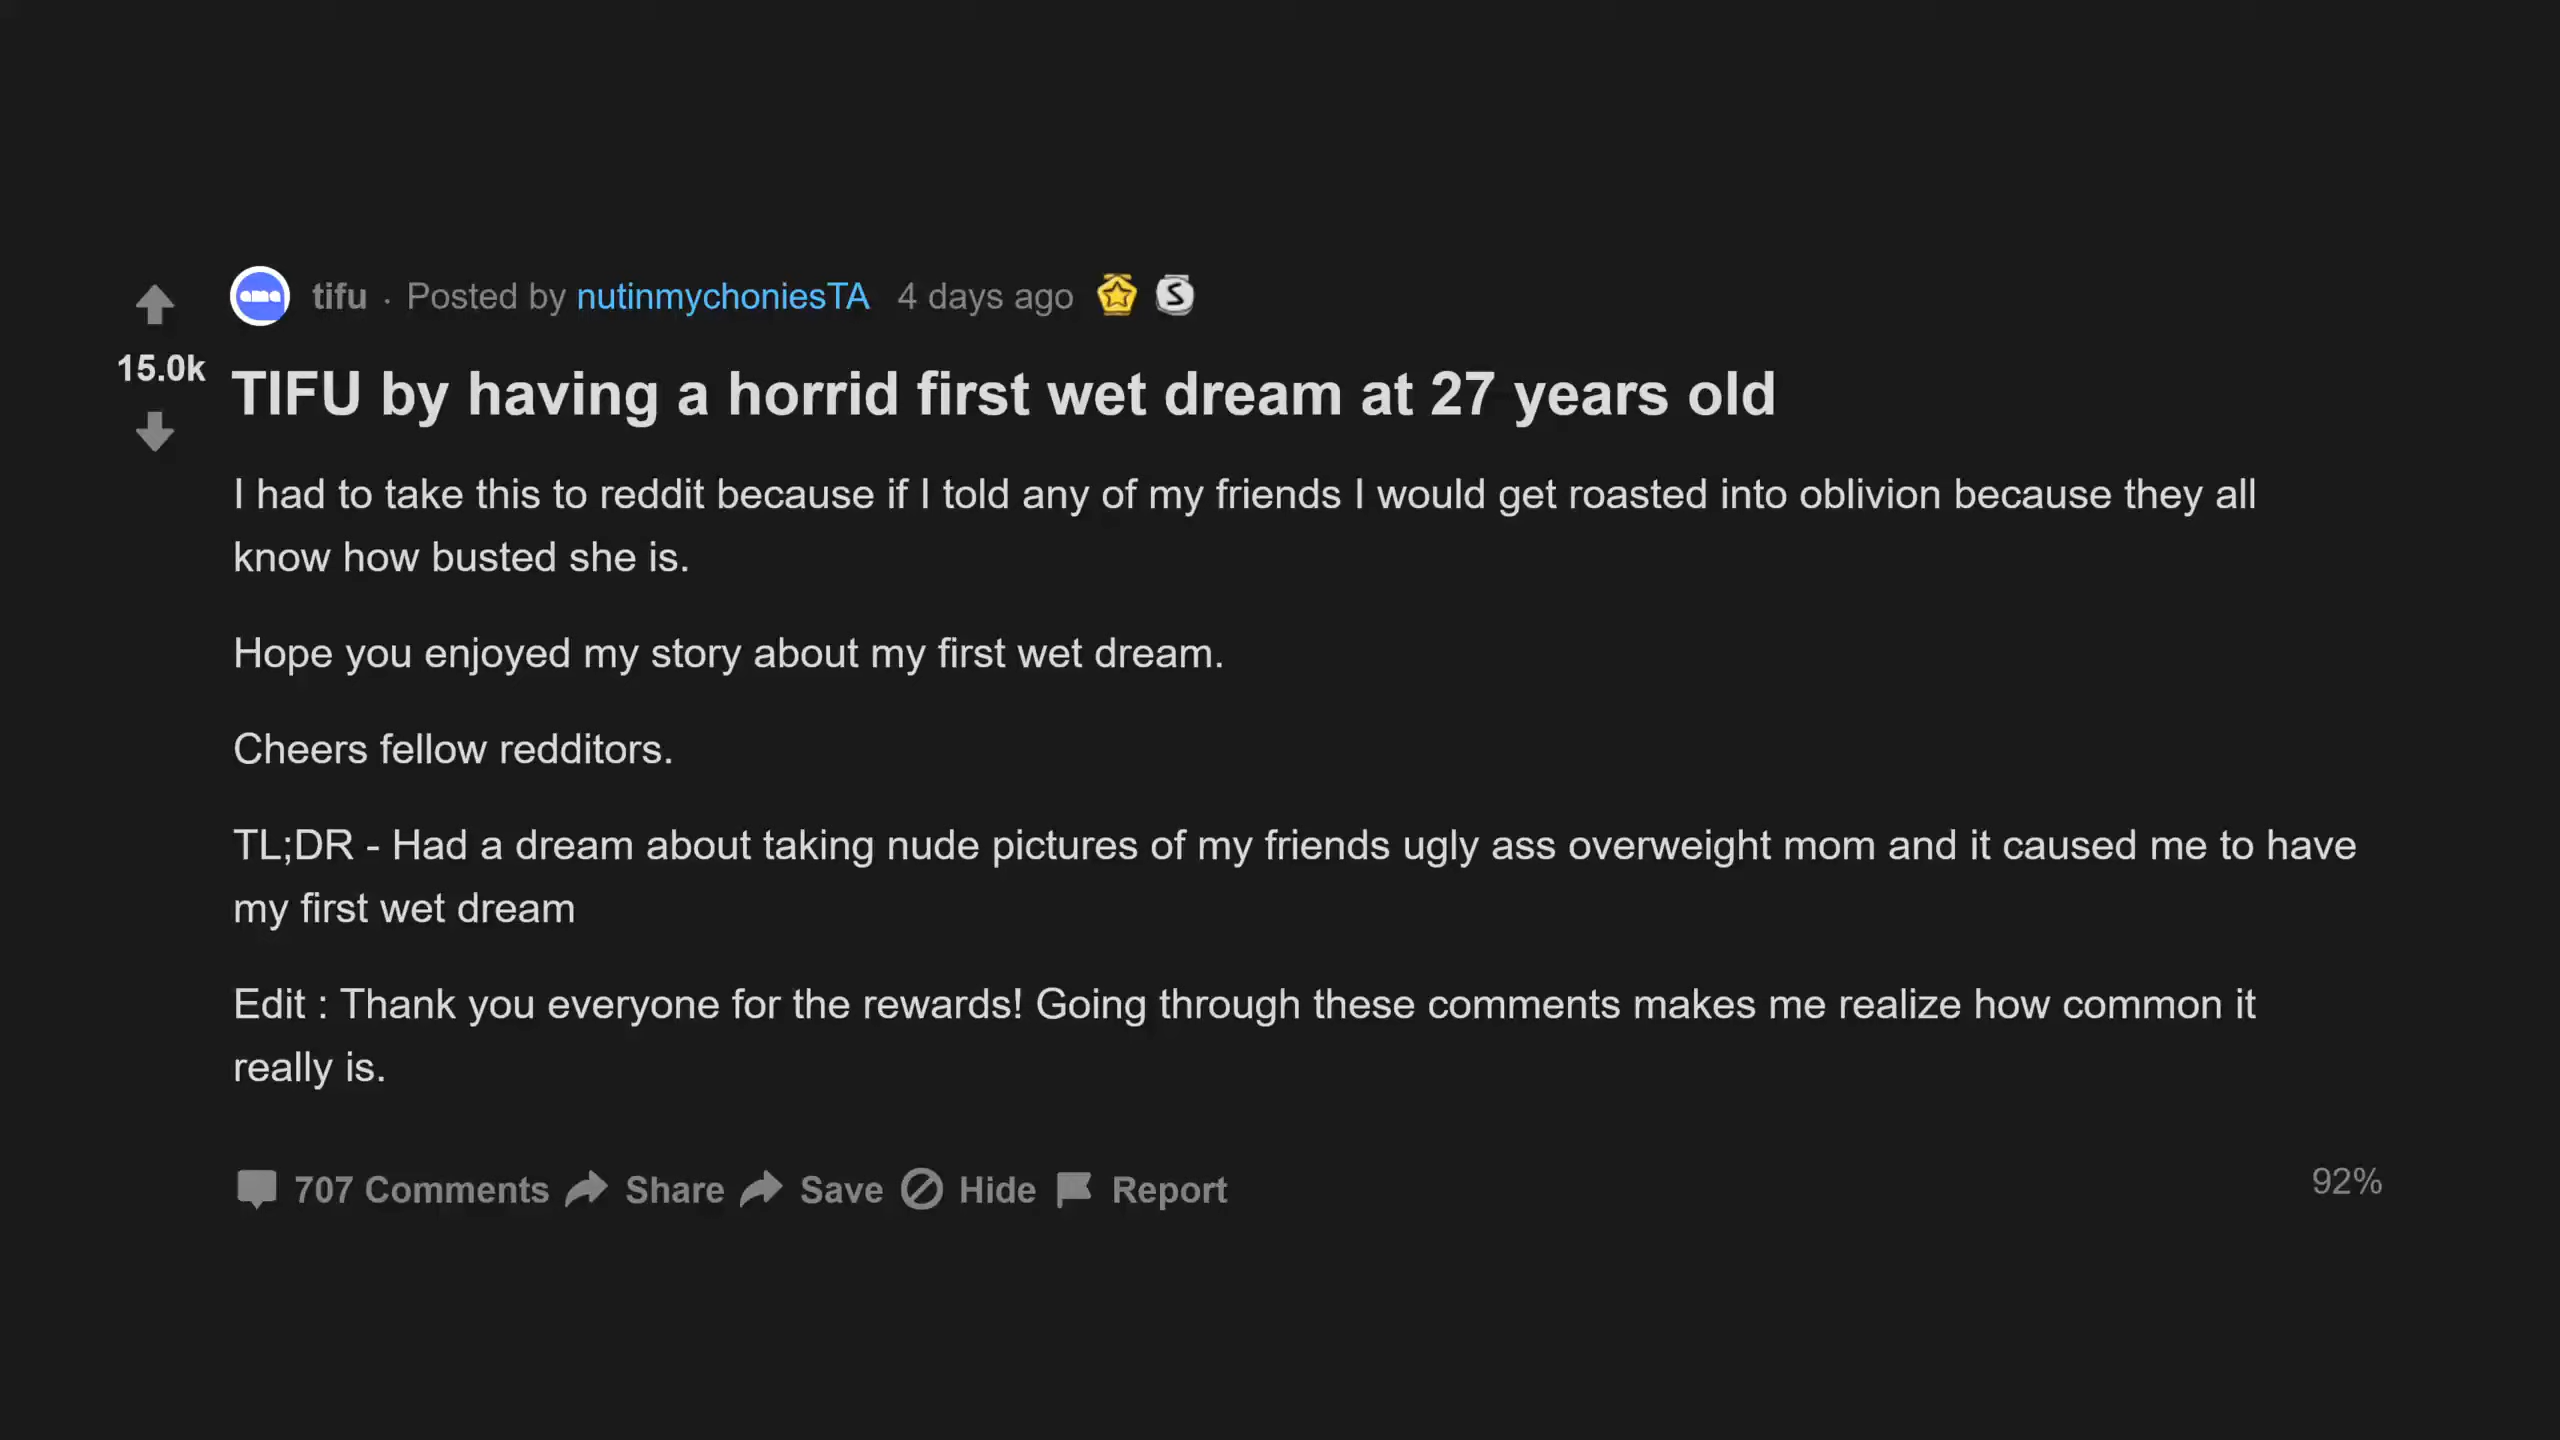 tifu · Posted by nutinmychoniesTA 4 days ago
15.0k
TIFU by having a horrid first wet dream at 27 years old
I had to take this to reddit because if I told any of my friends I would get roasted into oblivion because they all
know how busted she is.
Hope you enjoyed my story about my first wet dream.
Cheers fellow redditors.
TL;DR - Had a dream about taking nude pictures of my friends ugly ass overweight mom and it caused me to have
my first wet dream
Edit : Thank you everyone for the rewards! Going through these comments makes me realize how common it
really is.
707 Comments Share Save Hide Report 92%